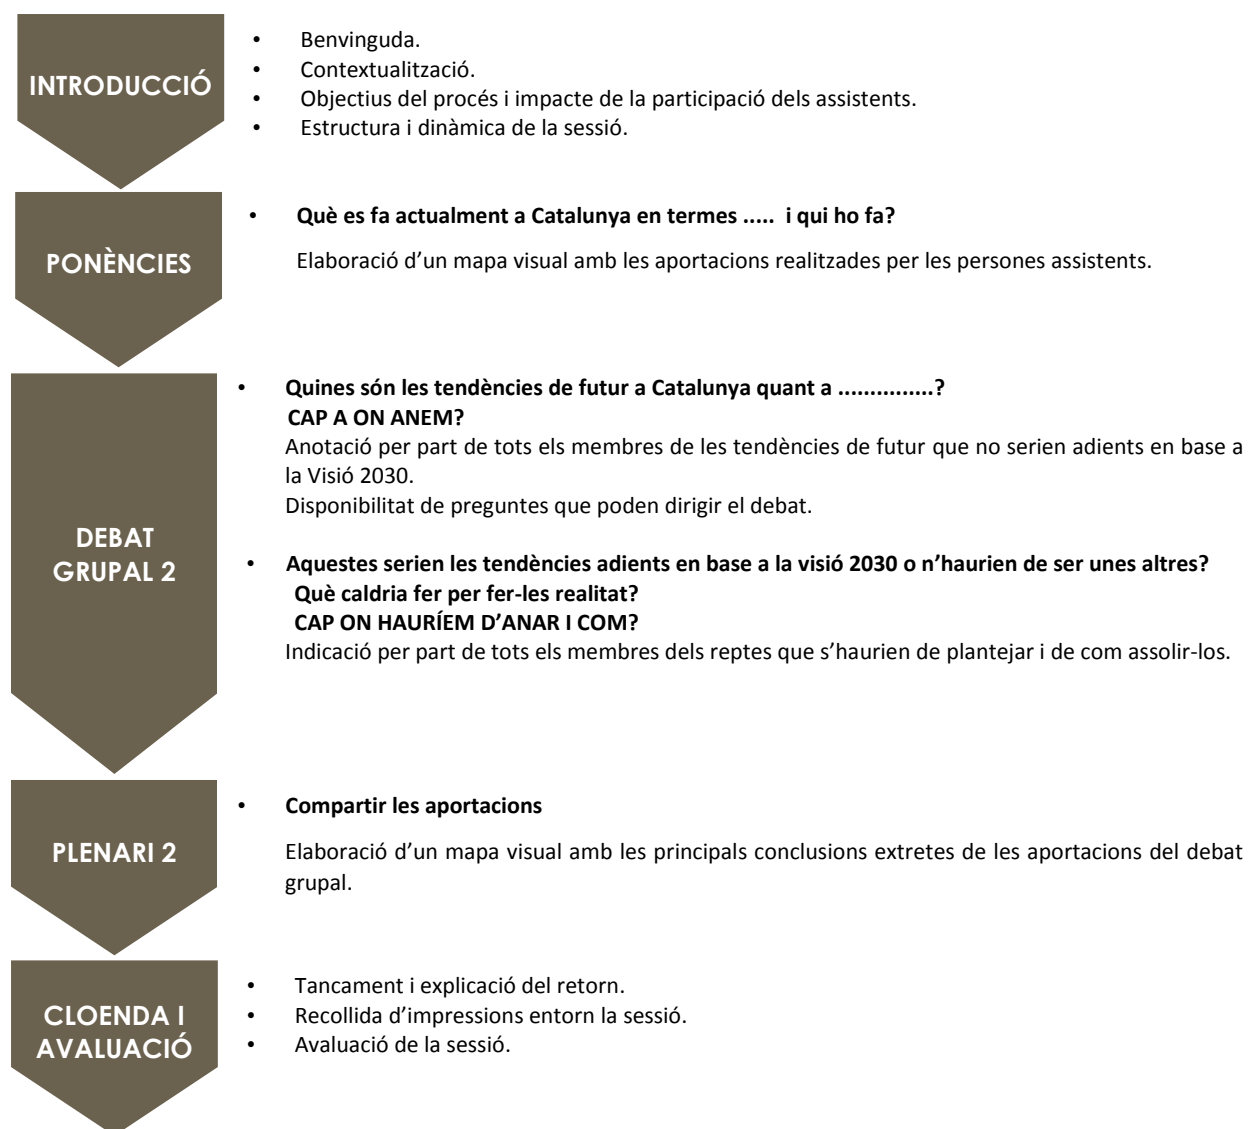 INTRODUCCIÓ
• Benvinguda.
• Contextualització.
• Objectius del procés i impacte de la participació dels assistents.
• Estructura i dinàmica de la sessió.
PONÈNCIES
• Què es fa actualment a Catalunya en termes ..... i qui ho fa?
Elaboració d’un mapa visual amb les aportacions realitzades per les persones assistents.
DEBAT
GRUPAL 2
• Quines són les tendències de futur a Catalunya quant a ...............?
CAP A ON ANEM?
Anotació per part de tots els membres de les tendències de futur que no serien adients en base a
la Visió 2030.
Disponibilitat de preguntes que poden dirigir el debat.
• Aquestes serien les tendències adients en base a la visió 2030 o n’haurien de ser unes altres?
Què caldria fer per fer-les realitat?
CAP ON HAURÍEM D’ANAR I COM?
Indicació per part de tots els membres dels reptes que s’haurien de plantejar i de com assolir-los.
PLENARI 2
• Compartir les aportacions
Elaboració d’un mapa visual amb les principals conclusions extretes de les aportacions del debat
grupal.
CLOENDA I
AVALUACIÓ
• Tancament i explicació del retorn.
• Recollida d’impressions entorn la sessió.
• Avaluació de la sessió.